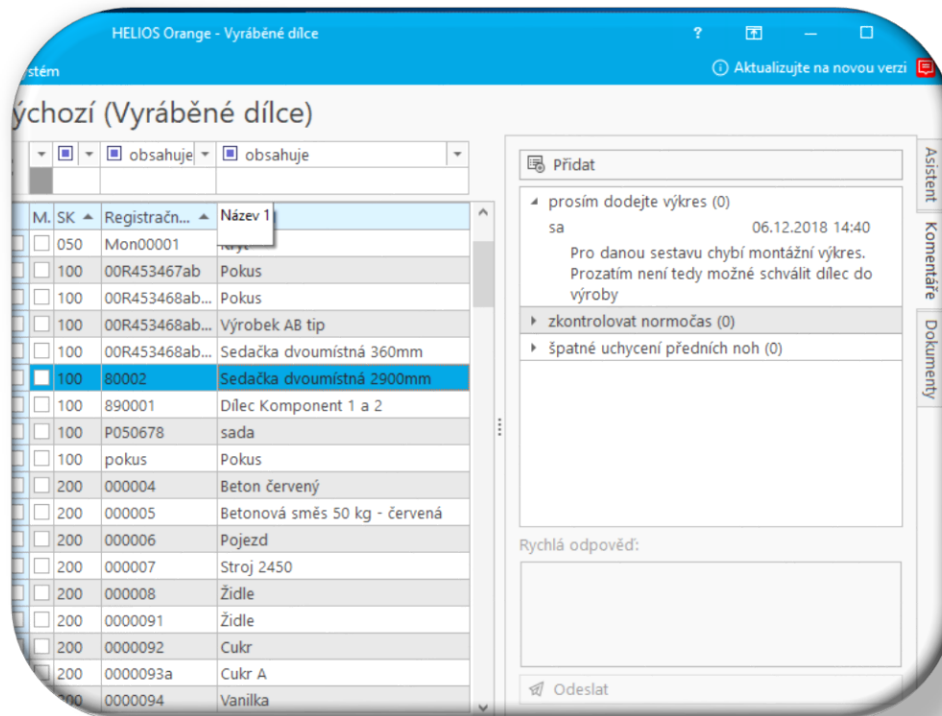 HELIOS Orange - Vyráběné dílce ?
ystém Aktualizujte na novou verzi
ýchozí (Vyráběné dílce)
obsahuje obsahuje
M. SK Registračn... Název 1
050 Mon00001
100 00R453467ab Pokus
100 00R453468ab... Pokus
100 00R453468ab... Výrobek AB tip
100 00R453468ab... Sedačka dvoumístná 360mm
100 80002 Sedačka dvoumístná 2900mm
100 890001 Dílec Komponent 1 a 2
100 P050678 sada
100 pokus Pokus
200 000004 Beton červený
200 000005 Betonová směs 50 kg - červená
200 000006 Pojezd
200 000007 Stroj 2450
200 000008 Židle
200 0000091 Židle
200 0000092 Cukr
200 0000093a Cukr A
200 0000094 Vanilka
Přidat
prosím dodejte výkres (0)
sa 06.12.2018 14:40
Pro danou sestavu chybí montážní výkres.
Prozatím není tedy možné schválit dílec do
výroby
zkontrolovat normočas (0)
špatné uchycení předních noh (0)
Rychlá odpověď:
Odeslat
Asistent
Komentáře
Dokumenty